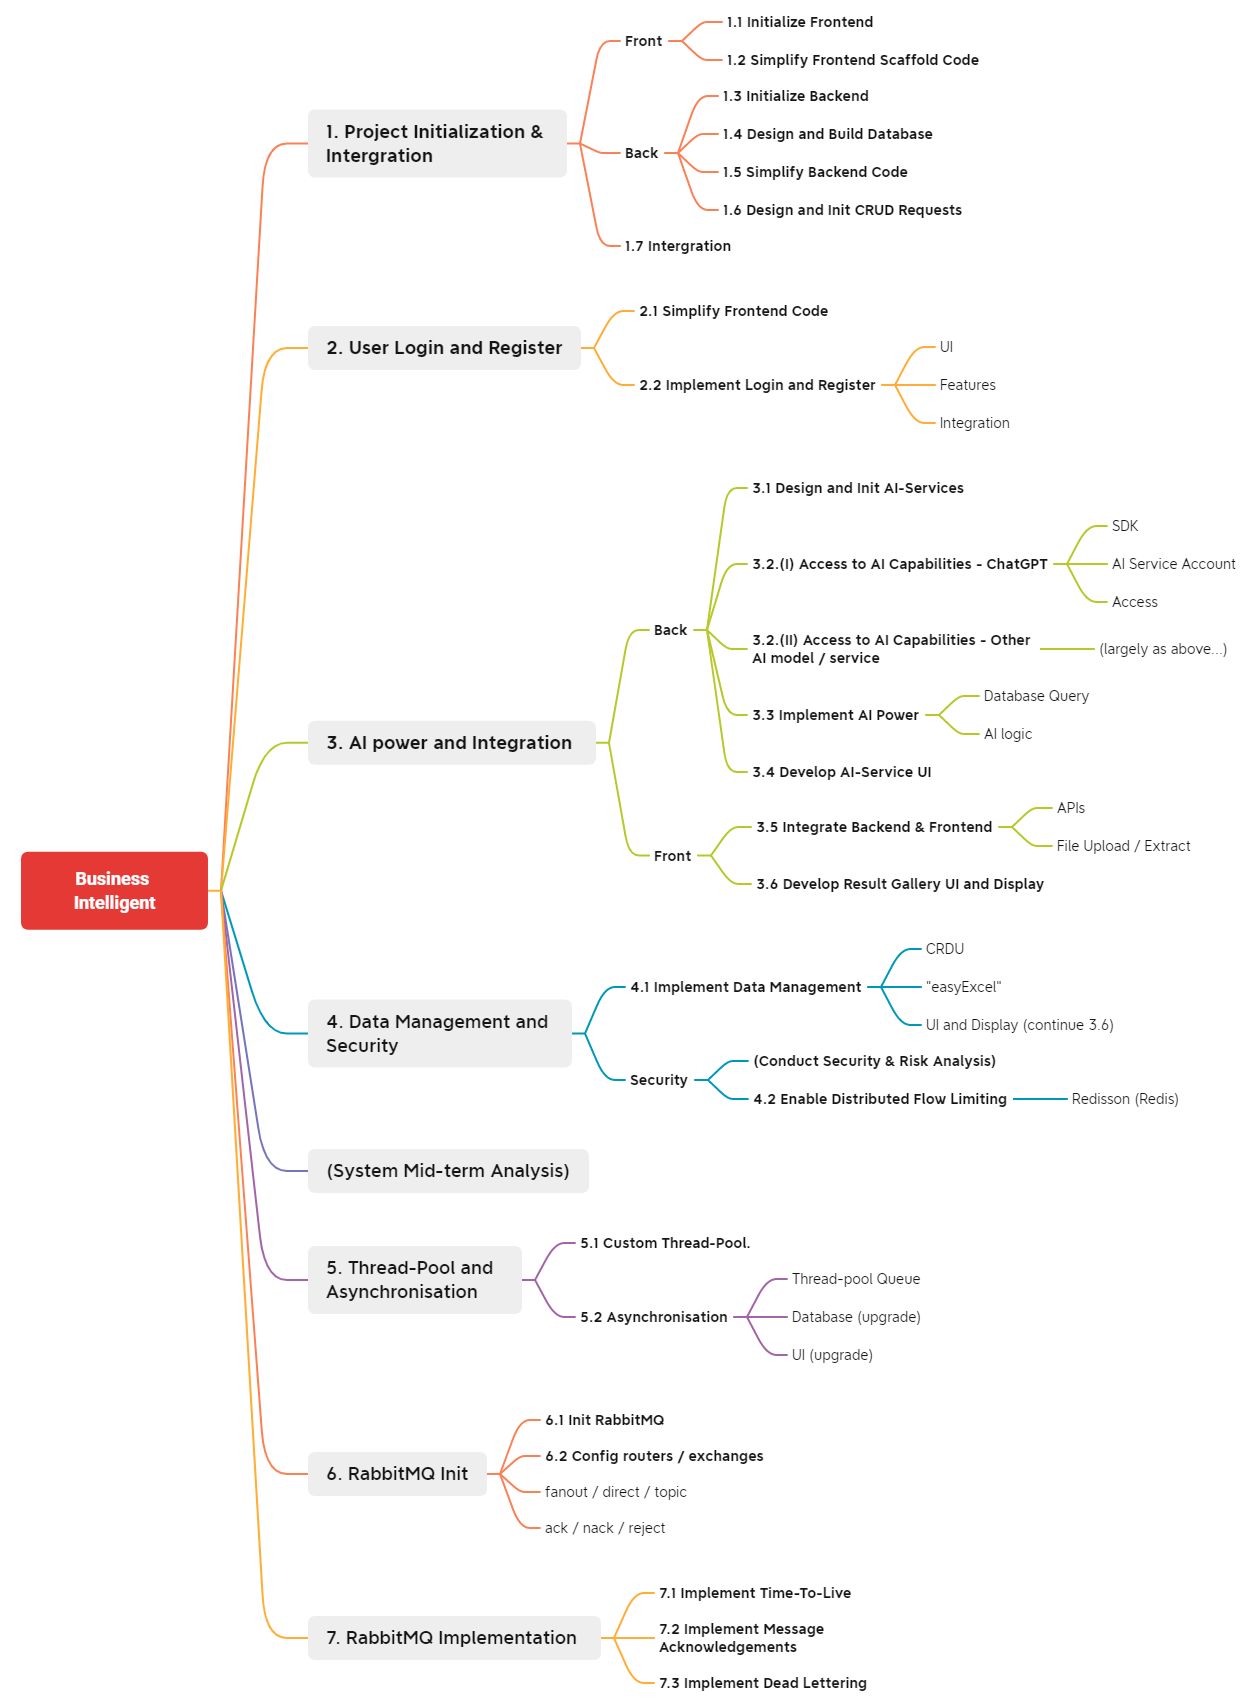 Business
Intelligent
1. Project Initialization &
Intergration
Front
1.1 Initialize Frontend
1.2 Simplify Frontend Scaffold Code
Back
1.3 Initialize Backend
1.4 Design and Build Database
1.5 Simplify Backend Code
1.6 Design and Init CRUD Requests
1.7 Intergration
2. User Login and Register
2.1 Simplify Frontend Code
2.2 Implement Login and Register
UI
Features
Integration
3. AI power and Integration
Back
3.1 Design and Init AI-Services
3.2.(I) Access to AI Capabilities - ChatGPT
SDK
AI Service Account
Access
3.2.(II) Access to AI Capabilities - Other
AI model / service
(largely as above...)
3.3 Implement AI Power
Database Query
AI logic
3.4 Develop AI-Service UI
Front
3.5 Integrate Backend & Frontend
APIs
File Upload / Extract
3.6 Develop Result Gallery UI and Display
4. Data Management and
Security
4.1 Implement Data Management
CRDU
"easyExcel"
UI and Display (continue 3.6)
Security
(Conduct Security & Risk Analysis)
4.2 Enable Distributed Flow Limiting
Redisson (Redis)
(System Mid-term Analysis)
5. Thread-Pool and
Asynchronisation
5.1 Custom Thread-Pool.
5.2 Asynchronisation
Thread-pool Queue
Database (upgrade)
UI (upgrade)
6. RabbitMQ Init
6.1 Init RabbitMQ
6.2 Config routers / exchanges
fanout / direct / topic
ack / nack / reject
7. RabbitMQ Implementation
7.1 Implement Time-To-Live
7.2 Implement Message
Acknowledgements
7.3 Implement Dead Lettering